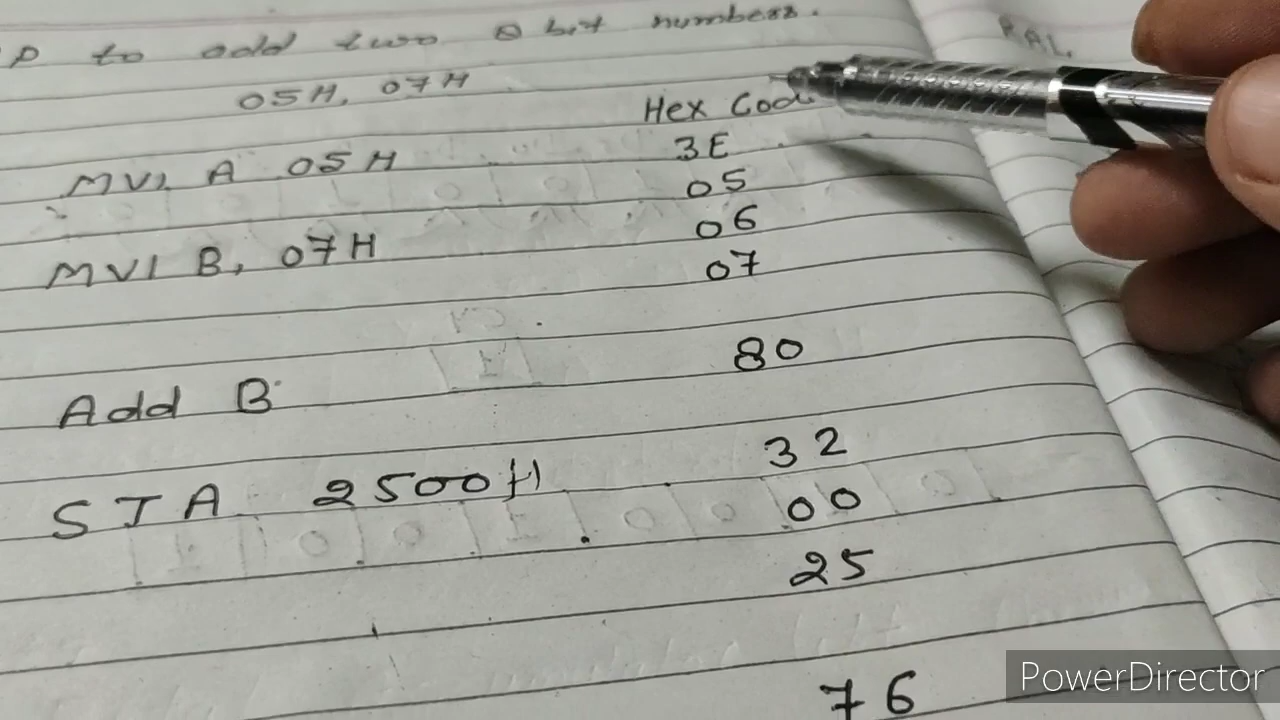 P to add two 8 bit numbers.
05H, 07H
Hex Code
MVI A 05H 3E
05
MVI B, 07H 06
07
Add B 80
STA 2500H 32
00
25
76
RAL
PowerDirector